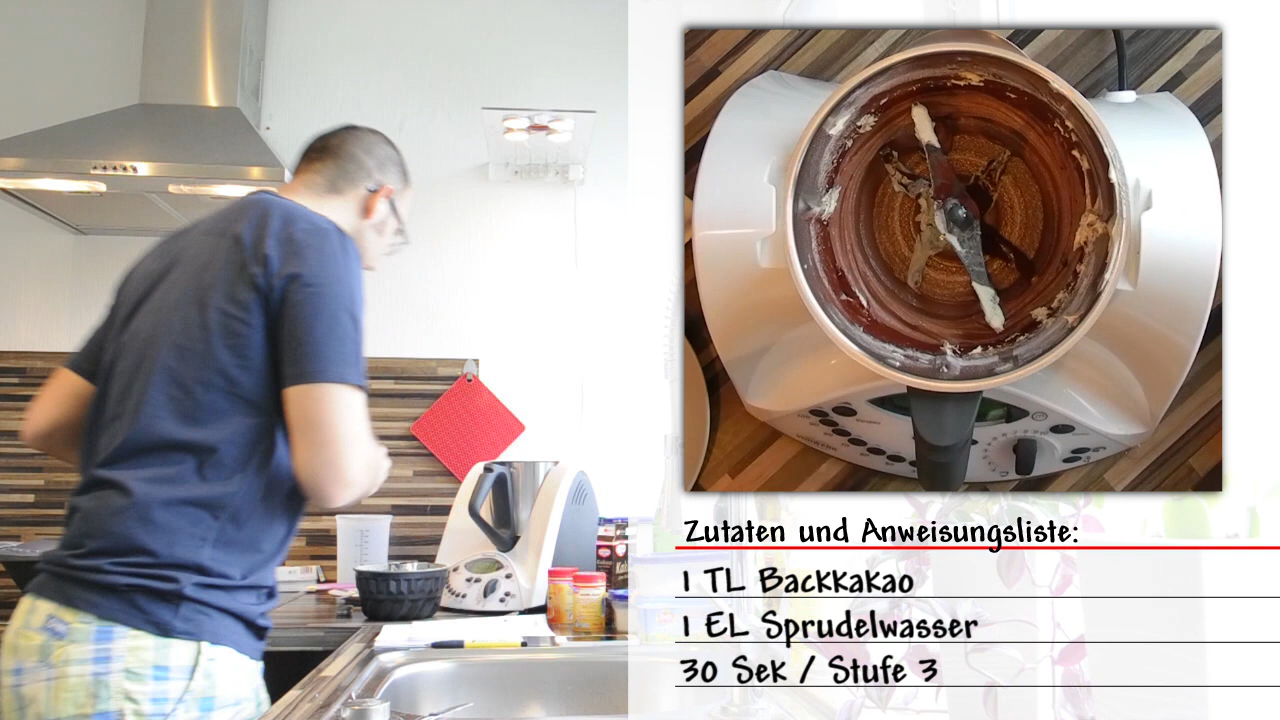 Zutaten und Anweisungsliste:
1 TL Backkakao
1 EL Sprudelwasser
30 Sek / Stufe 3